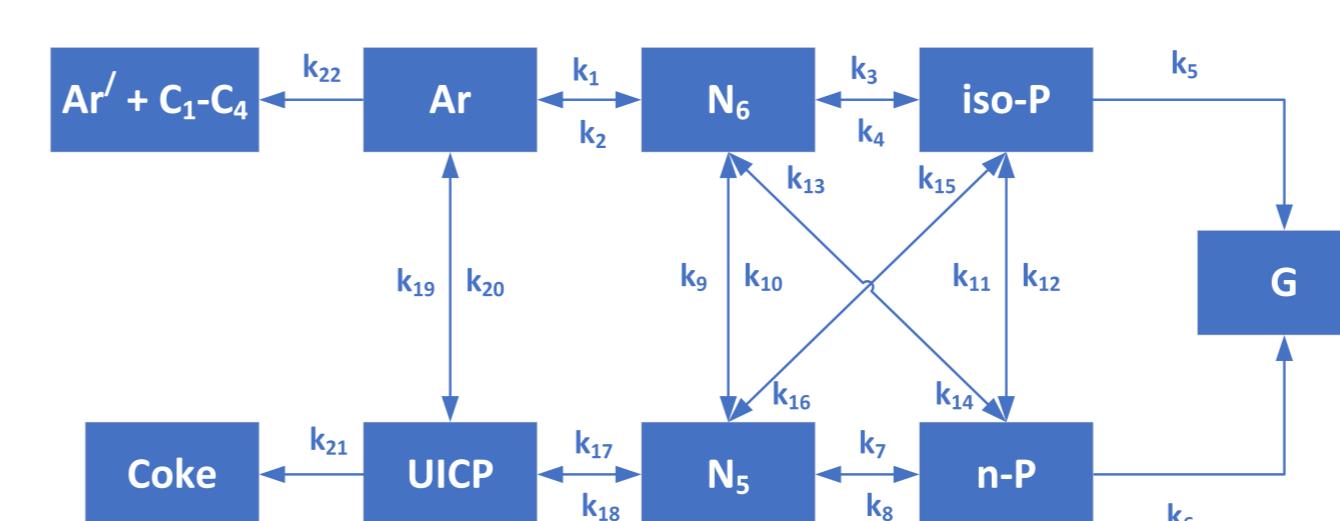 k₂₂
k₁
k₃
k₅
Ar/ + C₁-C₄
Ar
N₆
iso-P
k₂
k₄
k₁₃
k₁₅
k₁₉
k₂₀
k₉
k₁₀
k₁₁
k₁₂
G
k₁₆
k₁₄
k₂₁
k₁₇
k₇
Coke
UICP
N₅
n-P
k₁₈
k₈
k₆